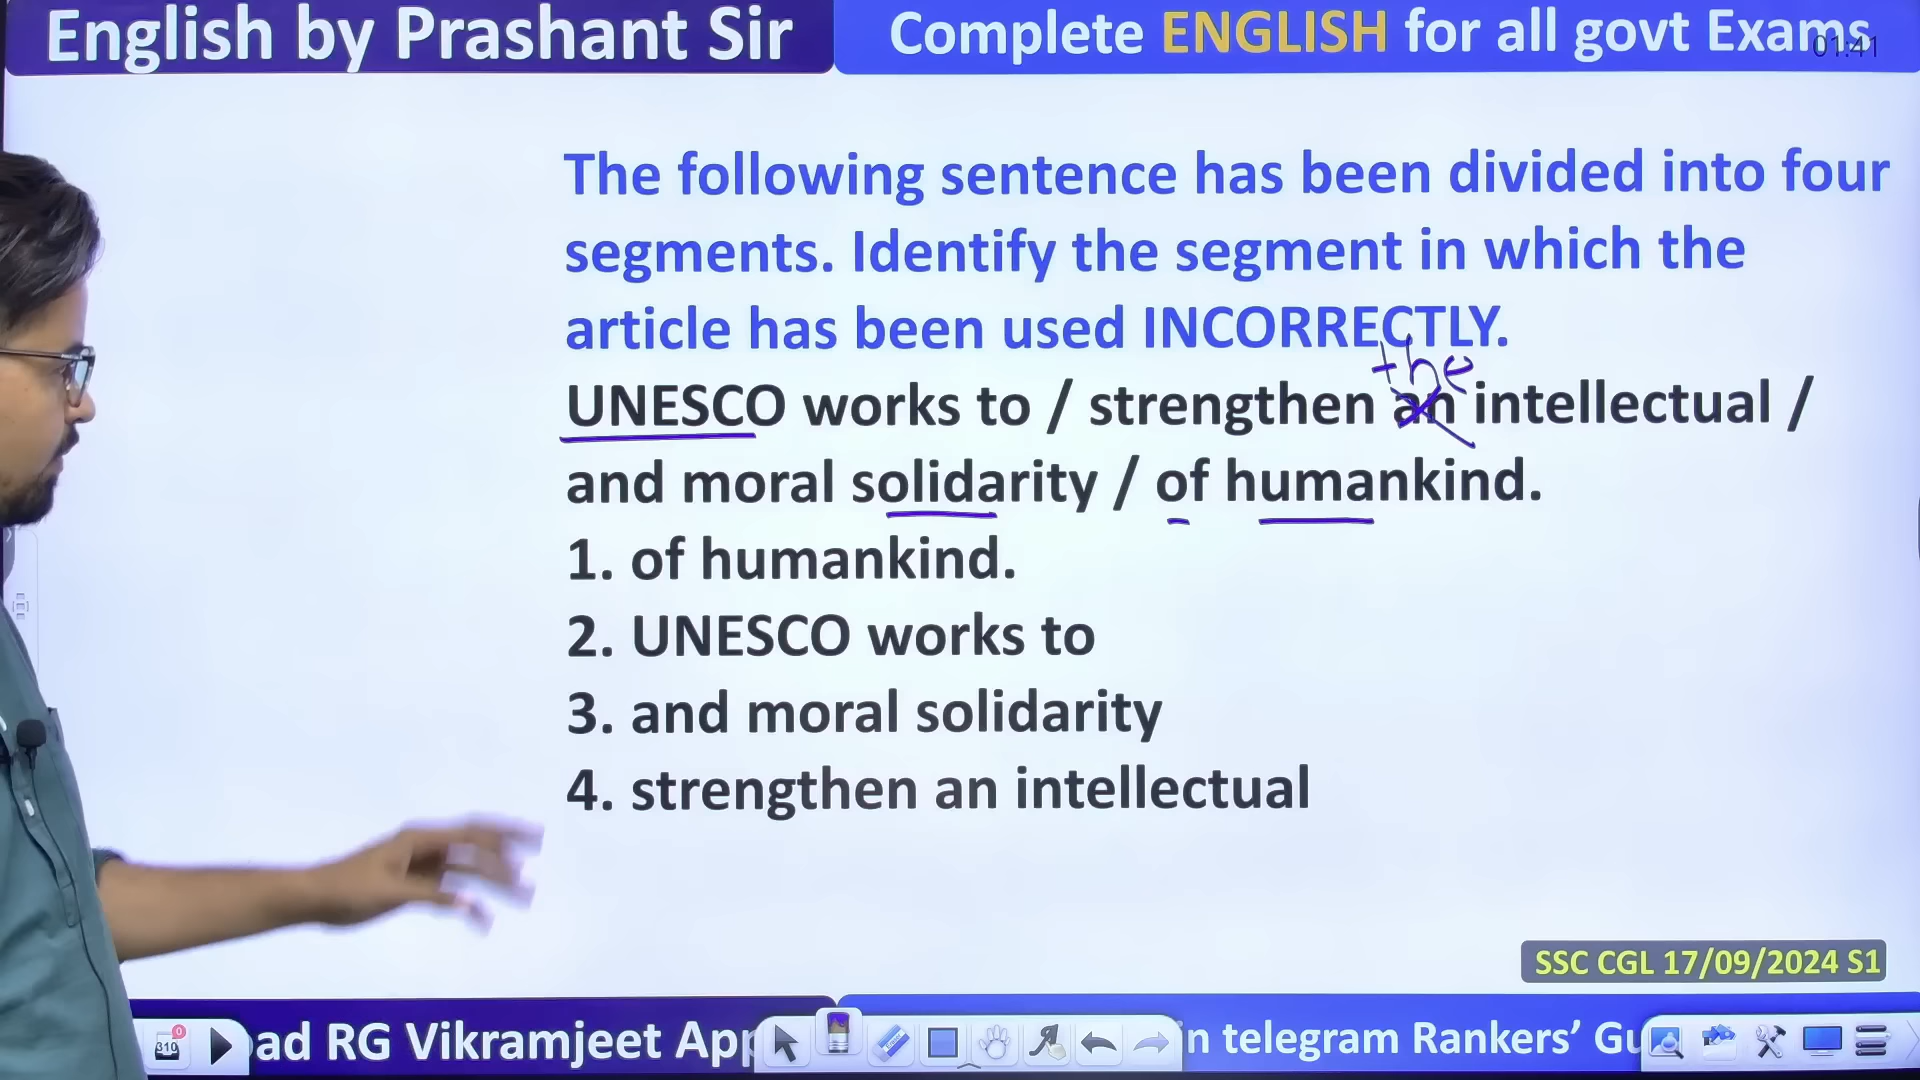 English by Prashant Sir
Complete ENGLISH for all govt Exams
01:41
The following sentence has been divided into four
segments. Identify the segment in which the
article has been used INCORRECTLY.
the
UNESCO works to / strengthen an intellectual /
and moral solidarity / of humankind.
1. of humankind.
2. UNESCO works to
3. and moral solidarity
4. strengthen an intellectual
SSC CGL 17/09/2024 S1
0
310
ad RG Vikramjeet App
in telegram Rankers’ Gu